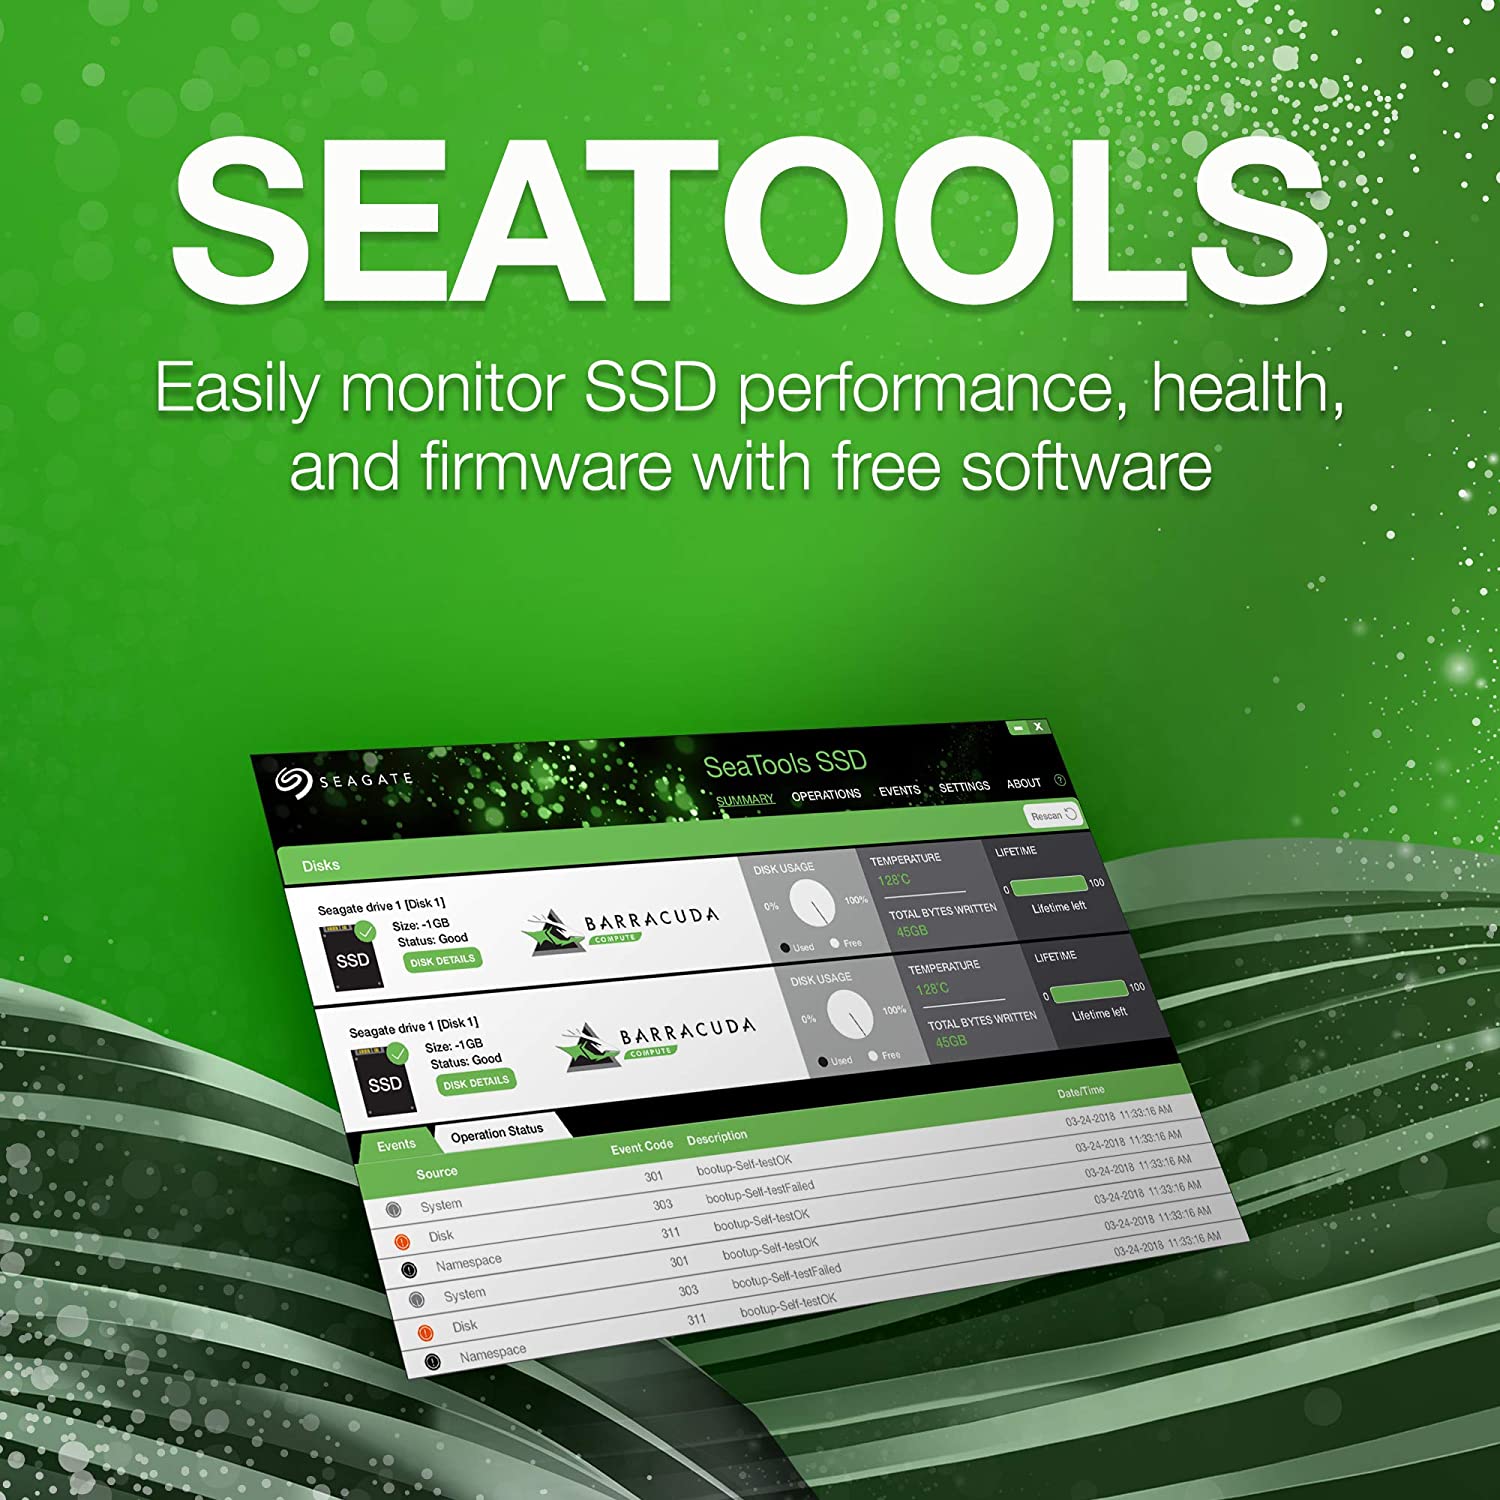 SEATOOLS
Easily monitor SSD performance, health,
and firmware with free software
SEAGATE
SeaTools SSD
X
SUMMARY OPERATIONS EVENTS SETTINGS ABOUT ?
Rescan
Disks
Seagate drive 1 [Disk 1]
SSD
Size: -1GB
Status: Good
DISK DETAILS
BARRACUDA
COMPUTE
DISK USAGE
0% 100%
Used Free
TEMPERATURE
128°C
TOTAL BYTES WRITTEN
45GB
LIFETIME
0 100
Lifetime left
Seagate drive 1 [Disk 1]
SSD
Size: -1GB
Status: Good
DISK DETAILS
BARRACUDA
COMPUTE
DISK USAGE
0% 100%
Used Free
TEMPERATURE
128°C
TOTAL BYTES WRITTEN
45GB
LIFETIME
0 100
Lifetime left
Events Operation Status
Source Event Code Description Date/Time
System 301 bootup-Self-testOK 03-24-2018 11:33:16 AM
Disk 303 bootup-Self-testFailed 03-24-2018 11:33:16 AM
Namespace 311 bootup-Self-testOK 03-24-2018 11:33:16 AM
System 301 bootup-Self-testOK 03-24-2018 11:33:16 AM
Disk 303 bootup-Self-testFailed 03-24-2018 11:33:16 AM
Namespace 311 bootup-Self-testOK 03-24-2018 11:33:16 AM